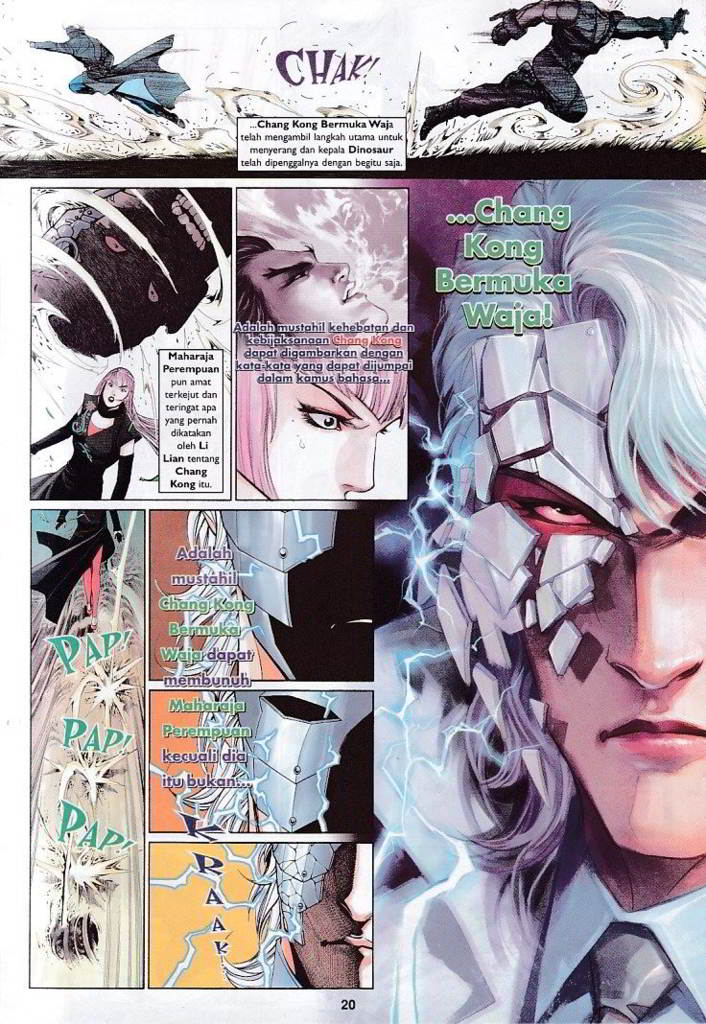 CHAK!
...Chang Kong Bermuka Waja
telah mengambil langkah utama untuk
menyerang dan kepala Dinosaur
telah dipenggalnya dengan begitu saja.
Maharaja
Perempuan
pun amat
terkejut dan
teringat apa
yang pernah
dikatakan
oleh Li
Lian tentang
Chang
Kong itu.
Adalah mustahil kehebatan dan
kebijaksanaan Chang Kong
dapat digambarkan dengan
kata-kata yang dapat dijumpai
dalam kamus bahasa...
PAP!
PAP!
PAP!
Adalah
mustahil
Chang Kong
Bermuka
Waja dapat
membunuh
Maharaja
Perempuan
kecuali dia
itu bukan...
KRAAK
...Chang
Kong
Bermuka
Waja!
20